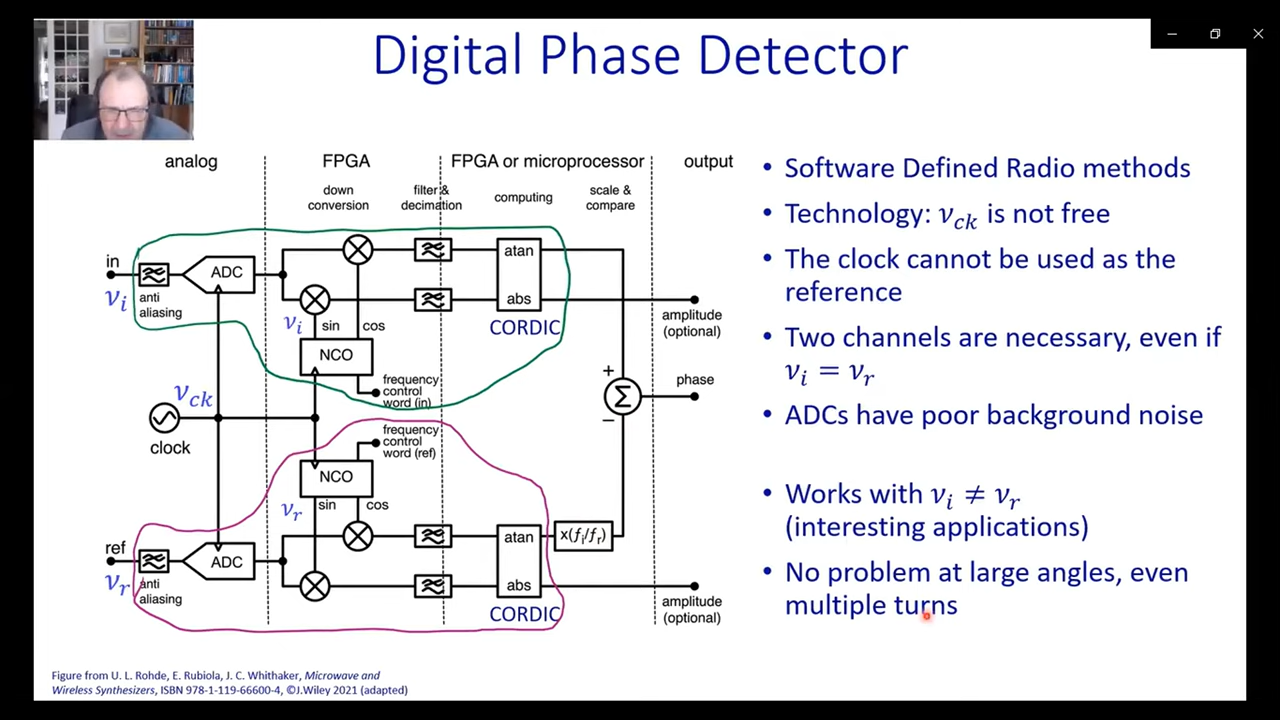 Digital Phase Detector
analog
FPGA
FPGA or microprocessor
output
down
conversion
filter &
decimation
computing
scale &
compare
in
νi
anti
aliasing
ADC
νi
sin
cos
NCO
frequency
control
word (in)
atan
abs
CORDIC
amplitude
(optional)
νck
clock
+
Σ
−
phase
frequency
control
word (ref)
NCO
νr
sin
cos
ref
νr
anti
aliasing
ADC
atan
abs
CORDIC
x(fi/fr)
amplitude
(optional)
• Software Defined Radio methods
• Technology: νck is not free
• The clock cannot be used as the
reference
• Two channels are necessary, even if
νi = νr
• ADCs have poor background noise
• Works with νi ≠ νr
(interesting applications)
• No problem at large angles, even
multiple turns
Figure from U. L. Rohde, E. Rubiola, J. C. Whithaker, Microwave and
Wireless Synthesizers, ISBN 978-1-119-66600-4, ©J.Wiley 2021 (adapted)